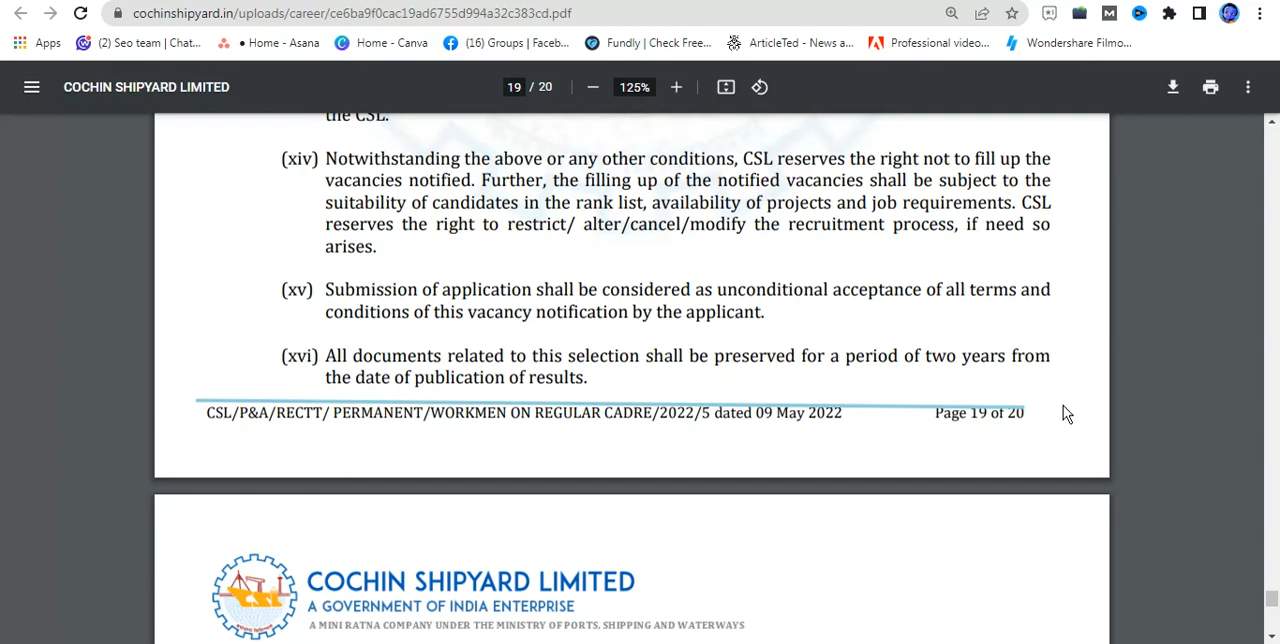 cochinshipyard.in/uploads/career/ce6ba9f0cac19ad6755d994a32c383cd.pdf
Apps (2) Seo team | Chat... • Home - Asana Home - Canva (16) Groups | Faceb... Fundly | Check Free... ArticleTed - News a... Professional video... Wondershare Filmo...
COCHIN SHIPYARD LIMITED 19 / 20 125%
the CSL.
(xiv) Notwithstanding the above or any other conditions, CSL reserves the right not to fill up the
vacancies notified. Further, the filling up of the notified vacancies shall be subject to the
suitability of candidates in the rank list, availability of projects and job requirements. CSL
reserves the right to restrict/ alter/cancel/modify the recruitment process, if need so
arises.
(xv) Submission of application shall be considered as unconditional acceptance of all terms and
conditions of this vacancy notification by the applicant.
(xvi) All documents related to this selection shall be preserved for a period of two years from
the date of publication of results.
CSL/P&A/RECTT/ PERMANENT/WORKMEN ON REGULAR CADRE/2022/5 dated 09 May 2022 Page 19 of 20
CSL
COCHIN SHIPYARD LIMITED
A GOVERNMENT OF INDIA ENTERPRISE
A MINI RATNA COMPANY UNDER THE MINISTRY OF PORTS, SHIPPING AND WATERWAYS